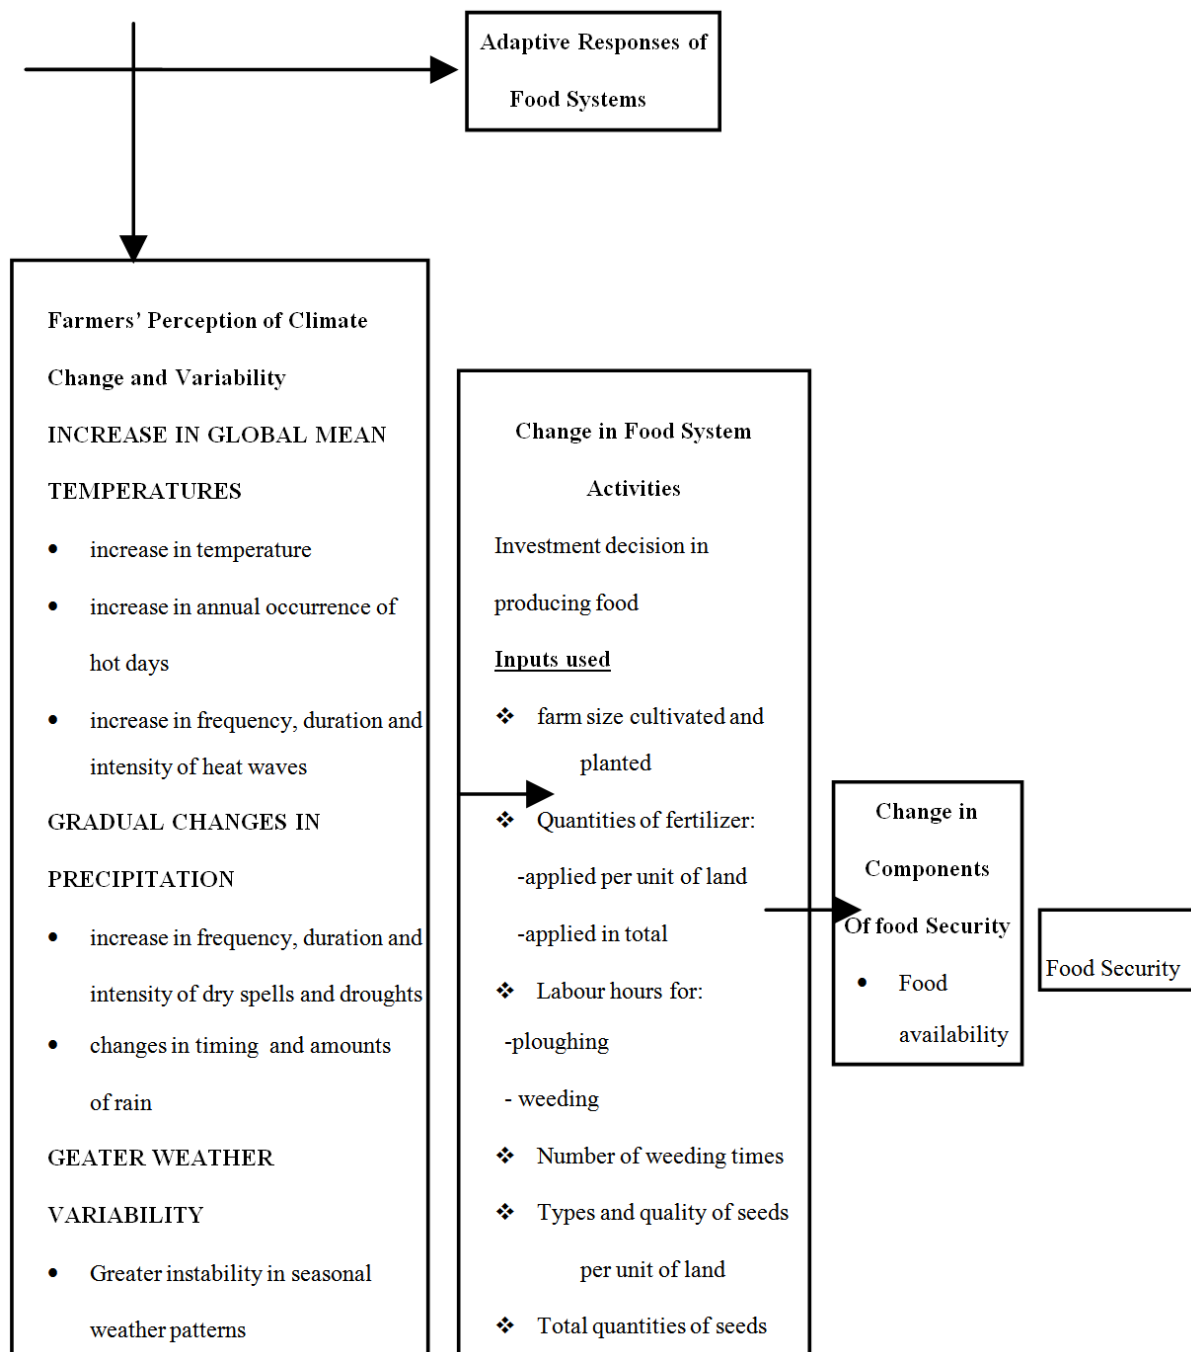 Adaptive Responses of
Food Systems
Farmers’ Perception of Climate
Change and Variability
INCREASE IN GLOBAL MEAN
TEMPERATURES
• increase in temperature
• increase in annual occurrence of
hot days
• increase in frequency, duration and
intensity of heat waves
GRADUAL CHANGES IN
PRECIPITATION
• increase in frequency, duration and
intensity of dry spells and droughts
• changes in timing and amounts
of rain
GEATER WEATHER
VARIABILITY
• Greater instability in seasonal
weather patterns
Change in Food System
Activities
Investment decision in
producing food
Inputs used
❖ farm size cultivated and
planted
❖ Quantities of fertilizer:
-applied per unit of land
-applied in total
❖ Labour hours for:
-ploughing
- weeding
❖ Number of weeding times
❖ Types and quality of seeds
per unit of land
❖ Total quantities of seeds
Change in
Components
Of food Security
• Food
availability
Food Security